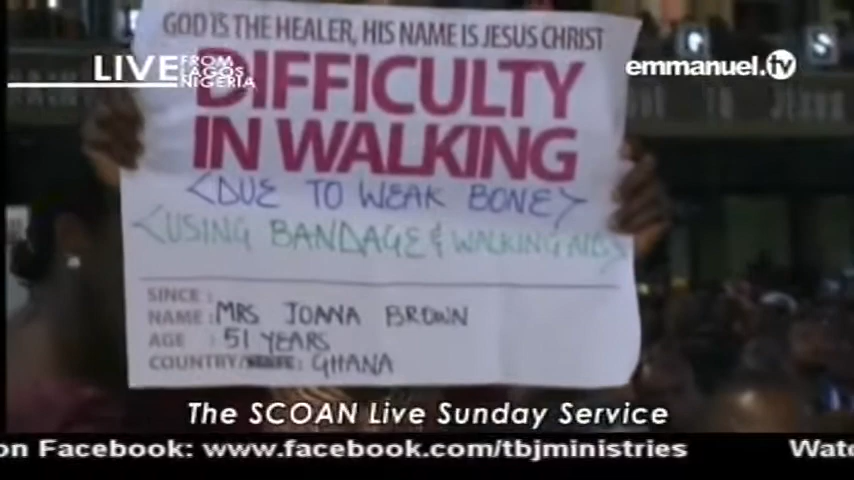 GOD IS THE HEALER, HIS NAME IS JESUS CHRIST
LIVE FROM LAGOS NIGERIA
emmanuel.tv
DIFFICULTY
IN WALKING
<DUE TO WEAK BONE>
<USING BANDAGE & WALKING AIDS>
SINCE :
NAME : MRS JOANA BROWN
AGE : 51 YEARS
COUNTRY/ : GHANA
The SCOAN Live Sunday Service
on Facebook: www.facebook.com/tbjministries Wat